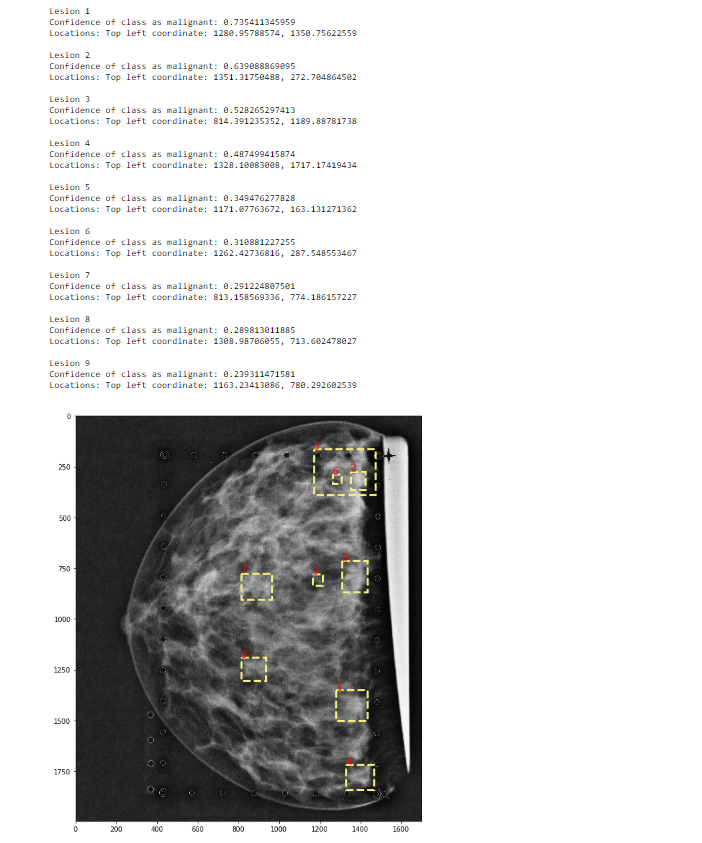 Lesion 1
Confidence of class as malignant: 0.735411345959
Locations: Top left coordinate: 1280.95788574, 1350.75622559
Lesion 2
Confidence of class as malignant: 0.639088869095
Locations: Top left coordinate: 1351.31750488, 272.704864502
Lesion 3
Confidence of class as malignant: 0.528265297413
Locations: Top left coordinate: 814.391235352, 1189.88781738
Lesion 4
Confidence of class as malignant: 0.487499415874
Locations: Top left coordinate: 1328.10083008, 1717.17419434
Lesion 5
Confidence of class as malignant: 0.349476277828
Locations: Top left coordinate: 1171.07763672, 163.131271362
Lesion 6
Confidence of class as malignant: 0.310881227255
Locations: Top left coordinate: 1262.42736816, 287.548553467
Lesion 7
Confidence of class as malignant: 0.291224807501
Locations: Top left coordinate: 813.158569336, 774.186157227
Lesion 8
Confidence of class as malignant: 0.289813011885
Locations: Top left coordinate: 1308.98706055, 713.602478027
Lesion 9
Confidence of class as malignant: 0.239311471581
Locations: Top left coordinate: 1163.23413086, 780.292602539
0
250
500
750
1000
1250
1500
1750
0 200 400 600 800 1000 1200 1400 1600